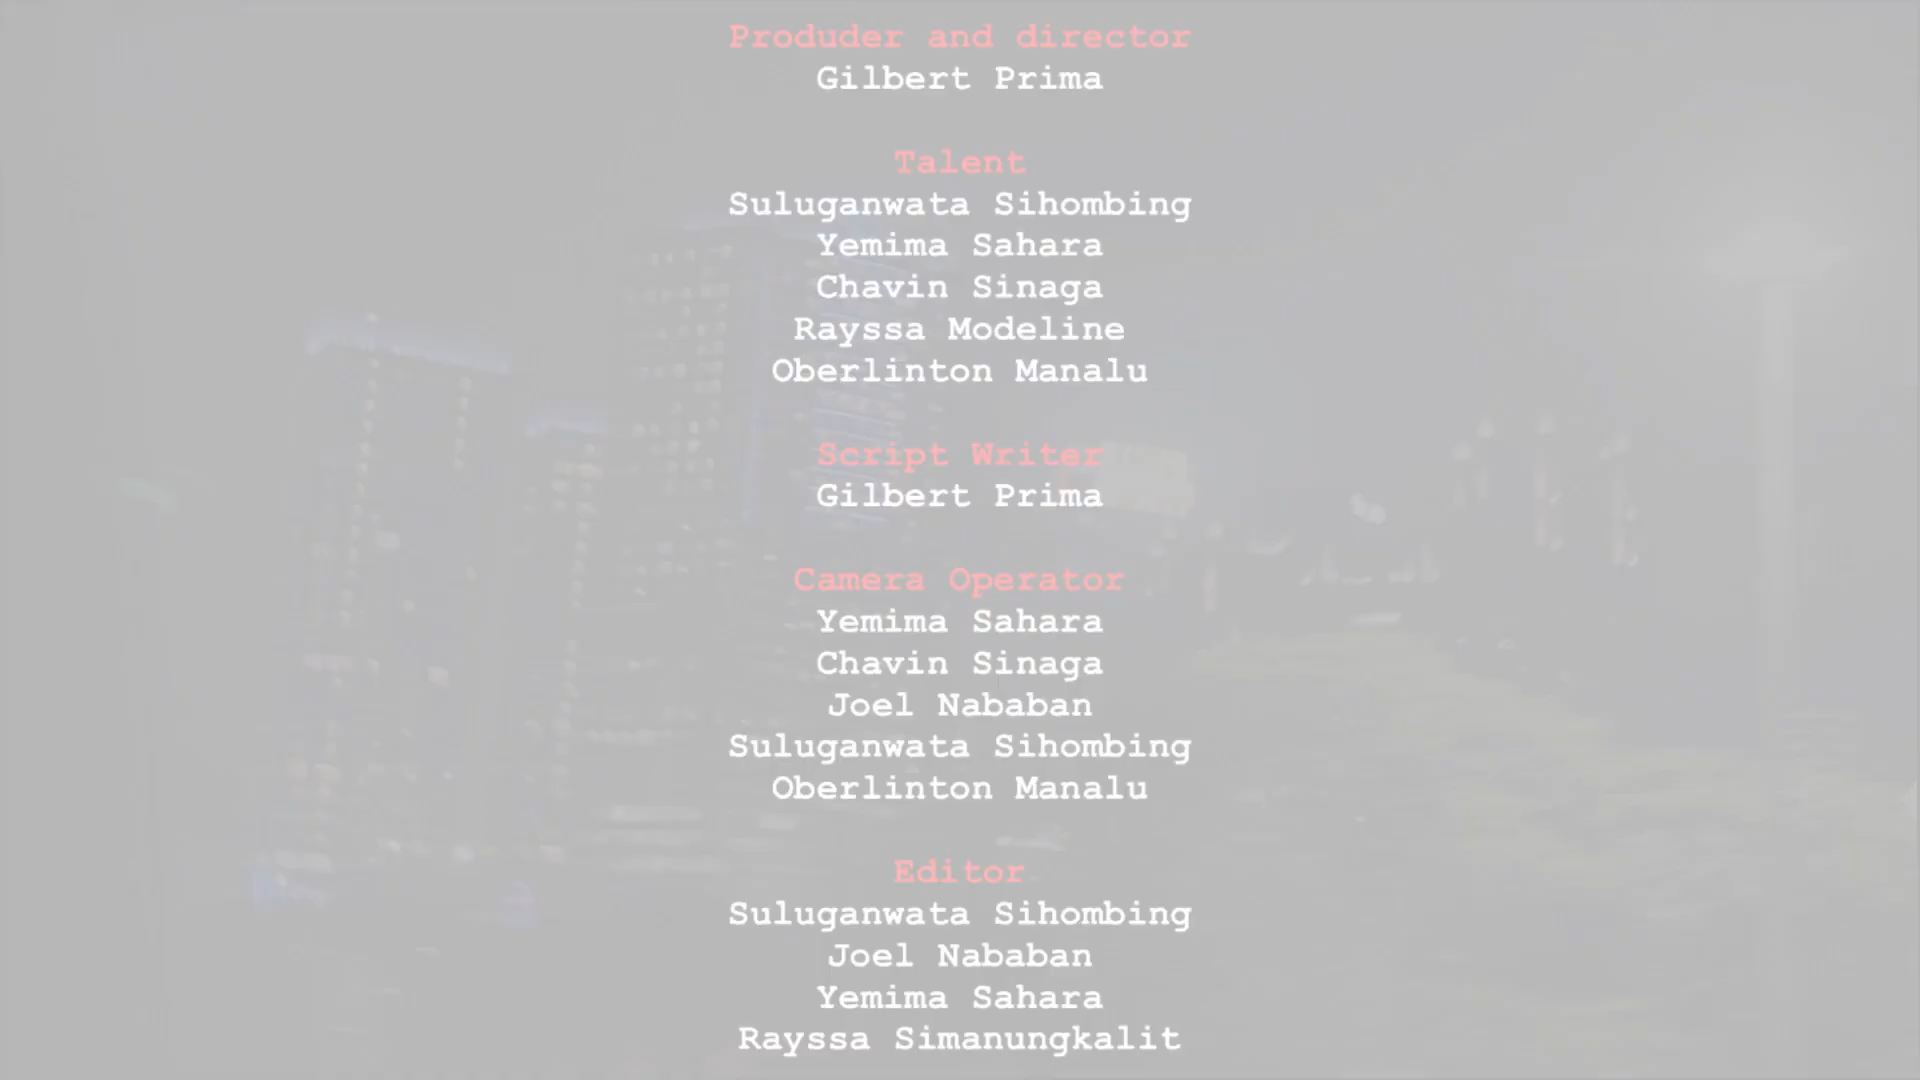 Produder and director
Gilbert Prima
Talent
Suluganwata Sihombing
Yemima Sahara
Chavin Sinaga
Rayssa Modeline
Oberlinton Manalu
Script Writer
Gilbert Prima
Camera Operator
Yemima Sahara
Chavin Sinaga
Joel Nababan
Suluganwata Sihombing
Oberlinton Manalu
Editor
Suluganwata Sihombing
Joel Nababan
Yemima Sahara
Rayssa Simanungkalit